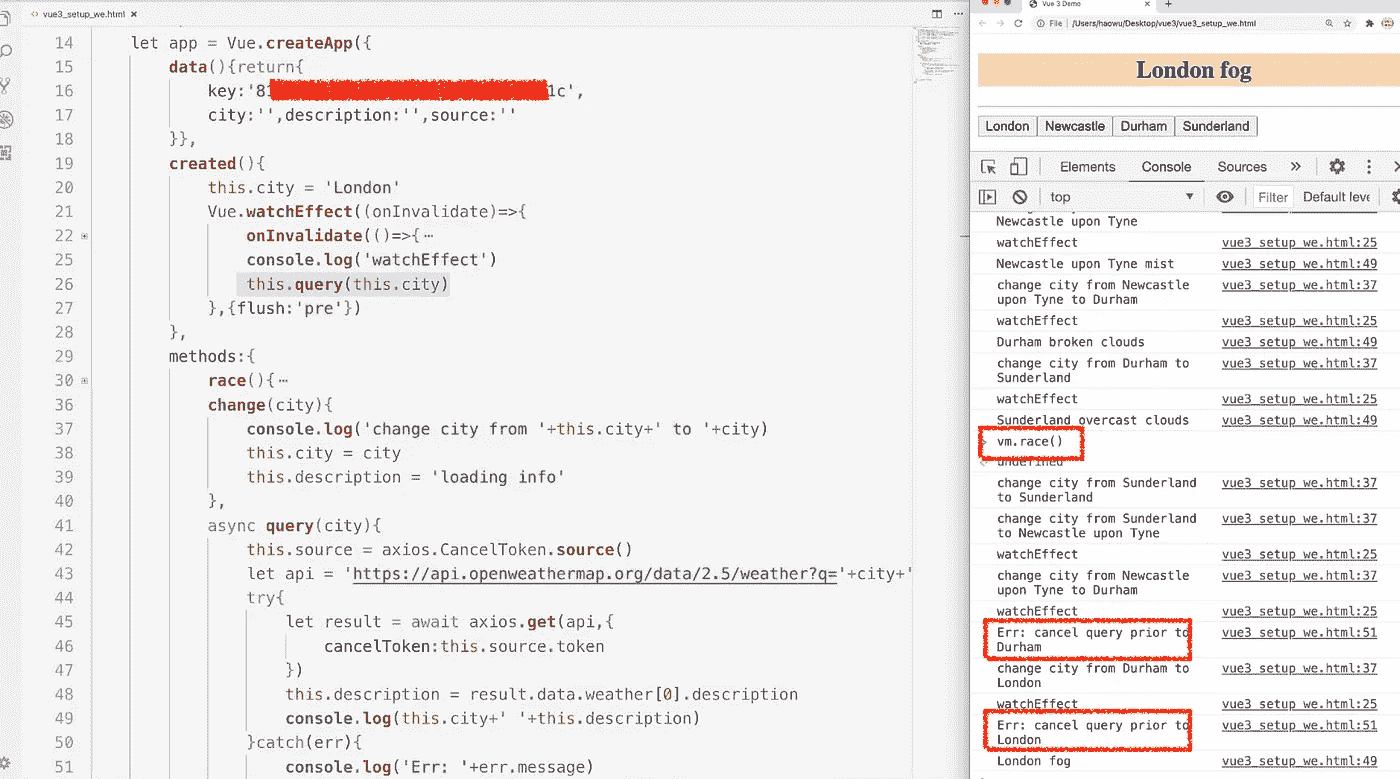 vue3_setup_we.html
14 let app = Vue.createApp({
15 data(){return{
16 key:'81 1c',
17 city:'',description:'',source:''
18 }},
19 created(){
20 this.city = 'London'
21 Vue.watchEffect((onInvalidate)=>{
22 onInvalidate(()=>{…
25 console.log('watchEffect')
26 this.query(this.city)
27 },{flush:'pre'})
28 },
29 methods:{
30 race(){…
36 change(city){
37 console.log('change city from '+this.city+' to '+city)
38 this.city = city
39 this.description = 'loading info'
40 },
41 async query(city){
42 this.source = axios.CancelToken.source()
43 let api = 'https://api.openweathermap.org/data/2.5/weather?q='+city+'
44 try{
45 let result = await axios.get(api,{
46 cancelToken:this.source.token
47 })
48 this.description = result.data.weather[0].description
49 console.log(this.city+' '+this.description)
50 }catch(err){
51 console.log('Err: '+err.message)
Vue 3 Demo
File /Users/haowu/Desktop/vue3/vue3_setup_we.html
London fog
London Newcastle Durham Sunderland
Elements Console Sources »
top Filter Default leve
Newcastle upon Tyne
watchEffect vue3_setup_we.html:25
Newcastle upon Tyne mist vue3_setup_we.html:49
change city from Newcastle vue3_setup_we.html:37
upon Tyne to Durham
watchEffect vue3_setup_we.html:25
Durham broken clouds vue3_setup_we.html:49
change city from Durham to vue3_setup_we.html:37
Sunderland
watchEffect vue3_setup_we.html:25
Sunderland overcast clouds vue3_setup_we.html:49
vm.race()
undefined
change city from Sunderland vue3_setup_we.html:37
to Sunderland
change city from Sunderland vue3_setup_we.html:37
to Newcastle upon Tyne
watchEffect vue3_setup_we.html:25
change city from Newcastle vue3_setup_we.html:37
upon Tyne to Durham
watchEffect vue3_setup_we.html:25
Err: cancel query prior to vue3_setup_we.html:51
Durham
change city from Durham to vue3_setup_we.html:37
London
watchEffect vue3_setup_we.html:25
Err: cancel query prior to vue3_setup_we.html:51
London
London fog vue3_setup_we.html:49